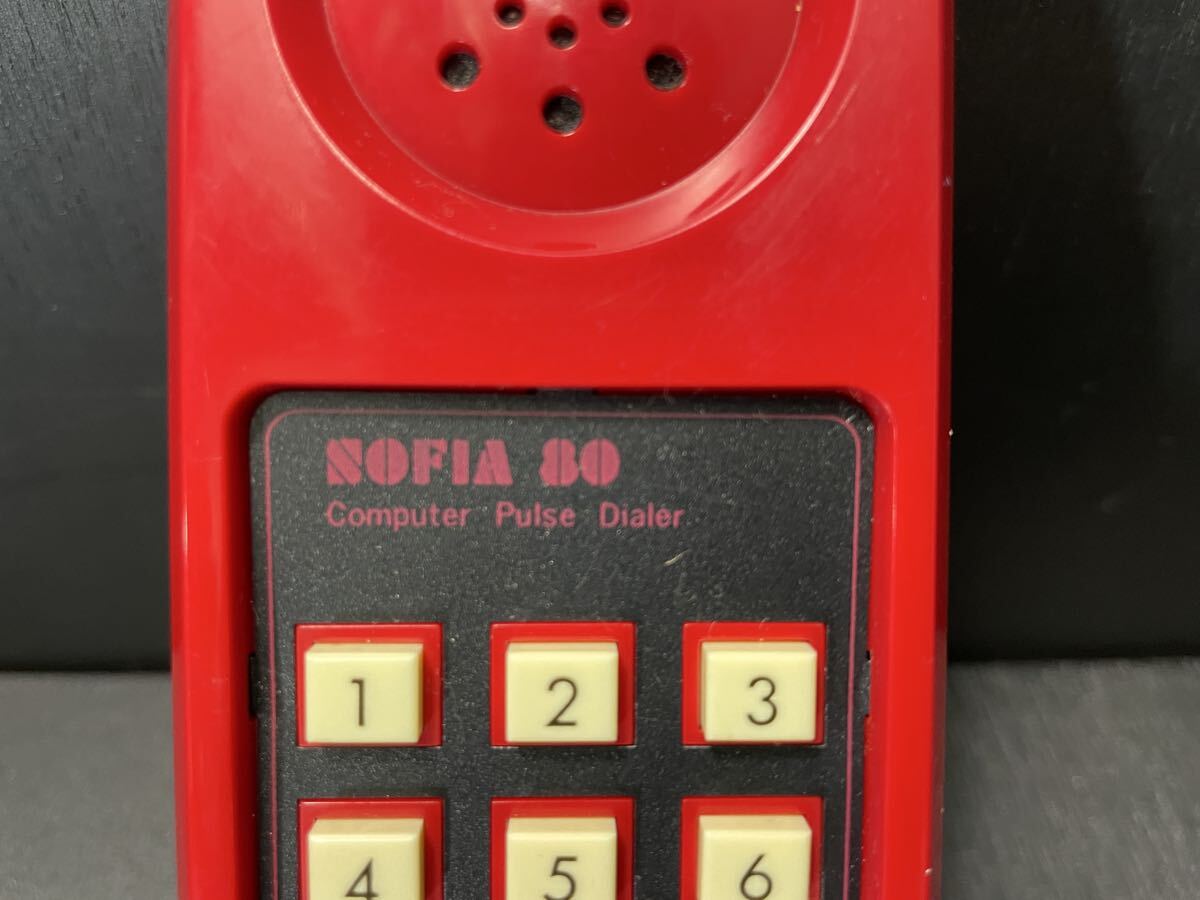 NOFIA 80
Computer Pulse Dialer
1 2 3
4 5 6